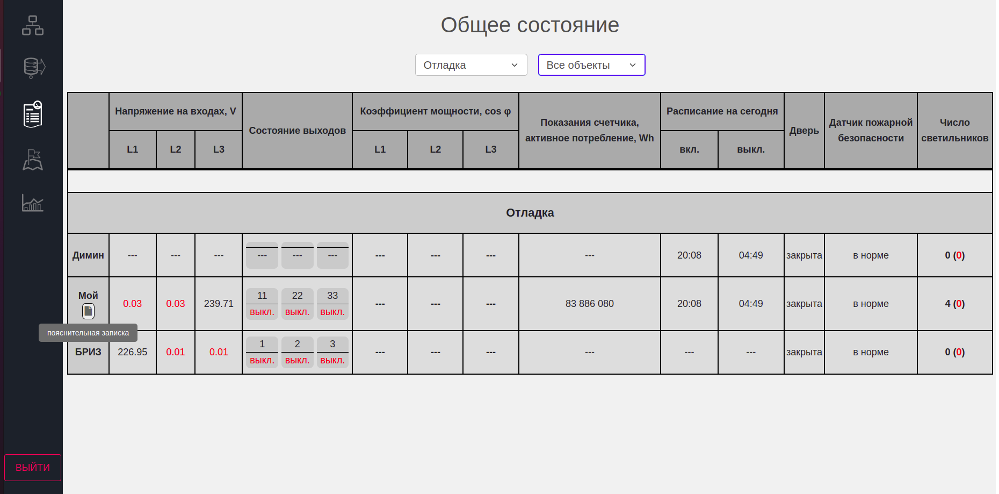 Общее состояние
Отладка
Все объекты
Напряжение на входах, V
Состояние выходов
Коэффициент мощности, cos φ
Показания счетчика,
активное потребление, Wh
Расписание на сегодня
Дверь
Датчик пожарной
безопасности
Число
светильников
L1 L2 L3
L1 L2 L3
вкл. выкл.
Отладка
Димин --- --- --- --- --- --- --- --- --- --- 20:08 04:49 закрыта в норме 0 (0)
Мой 0.03 0.03 239.71
11 22 33
выкл. выкл. выкл.
--- --- --- 83 886 080 20:08 04:49 закрыта в норме 4 (0)
пояснительная записка
БРИЗ 226.95 0.01 0.01
1 2 3
выкл. выкл. выкл.
--- --- --- --- --- --- закрыта в норме 0 (0)
ВЫЙТИ